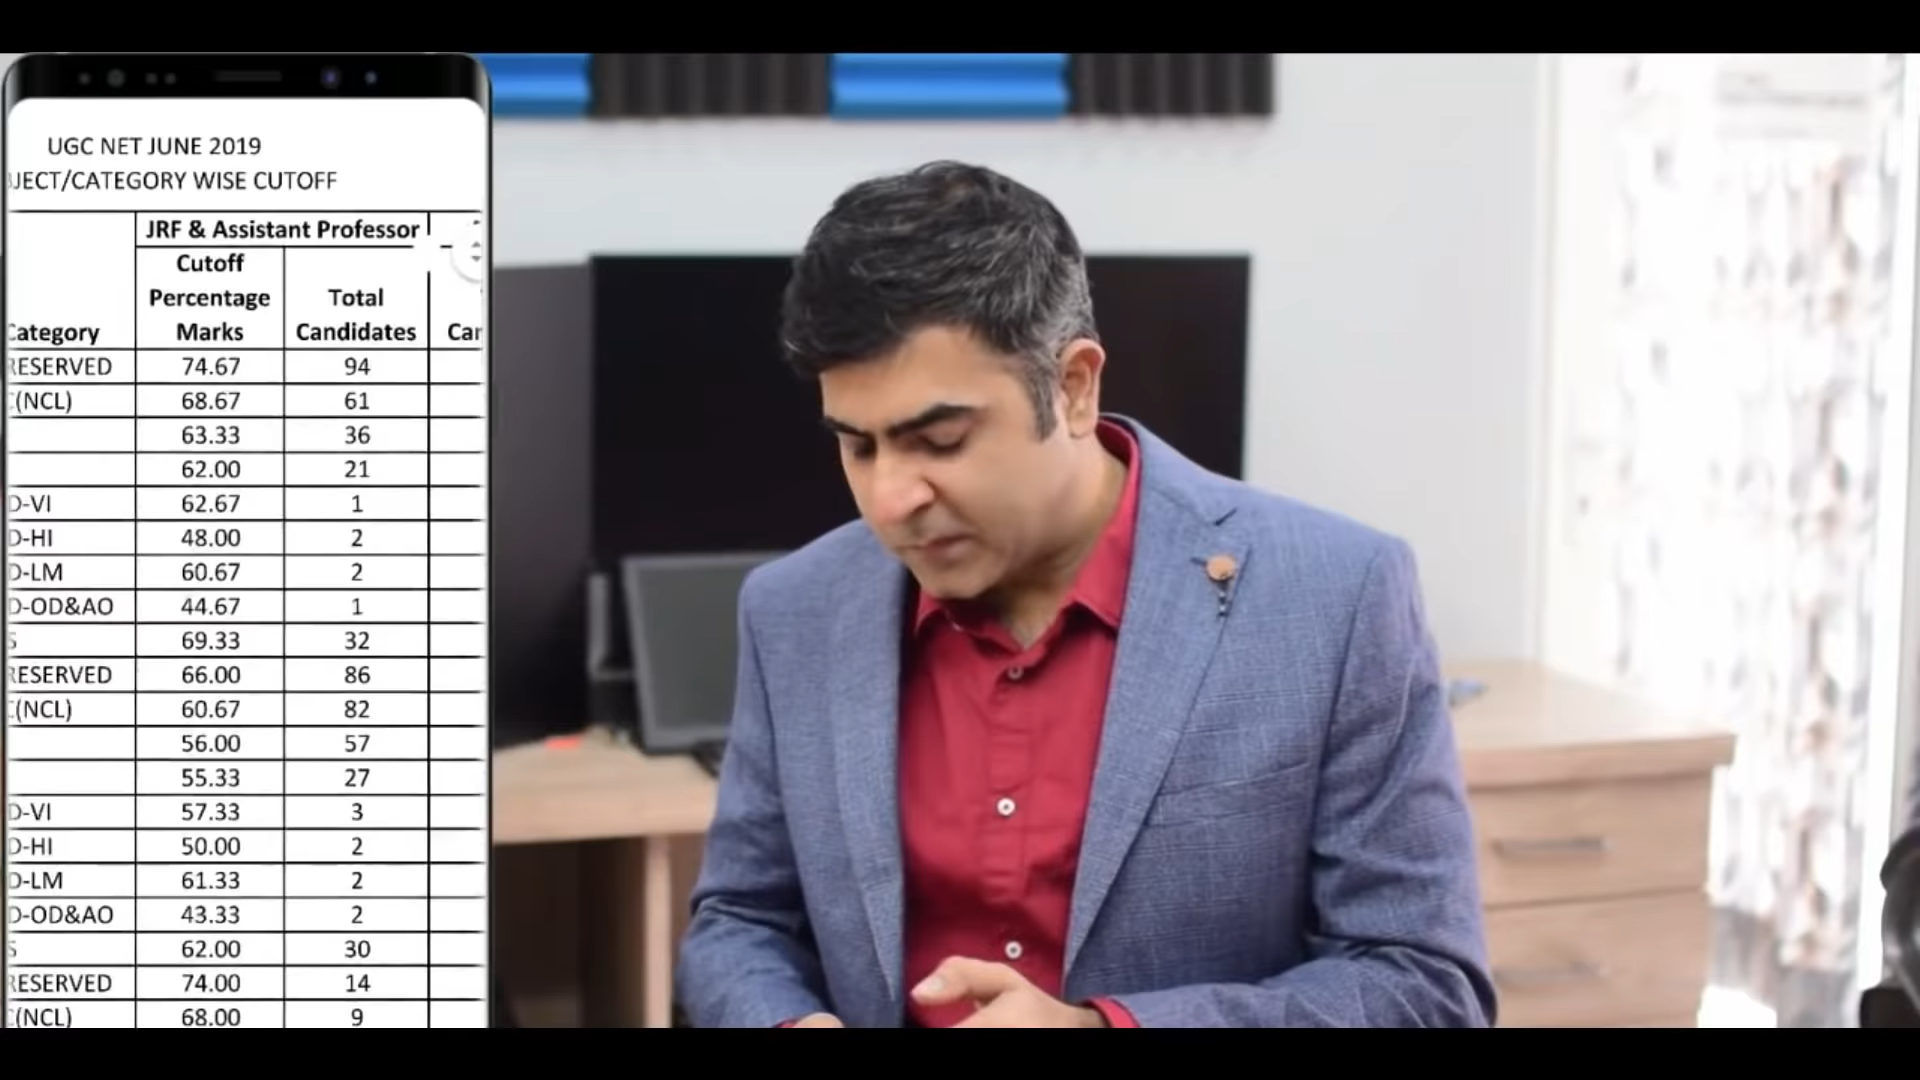 UGC NET JUNE 2019
JECT/CATEGORY WISE CUTOFF
JRF & Assistant Professor
Cutoff
Percentage Total
Category Marks Candidates Car
RESERVED 74.67 94
(NCL) 68.67 61
63.33 36
62.00 21
D-VI 62.67 1
D-HI 48.00 2
D-LM 60.67 2
D-OD&AO 44.67 1
S 69.33 32
RESERVED 66.00 86
(NCL) 60.67 82
56.00 57
55.33 27
D-VI 57.33 3
D-HI 50.00 2
D-LM 61.33 2
D-OD&AO 43.33 2
S 62.00 30
RESERVED 74.00 14
(NCL) 68.00 9